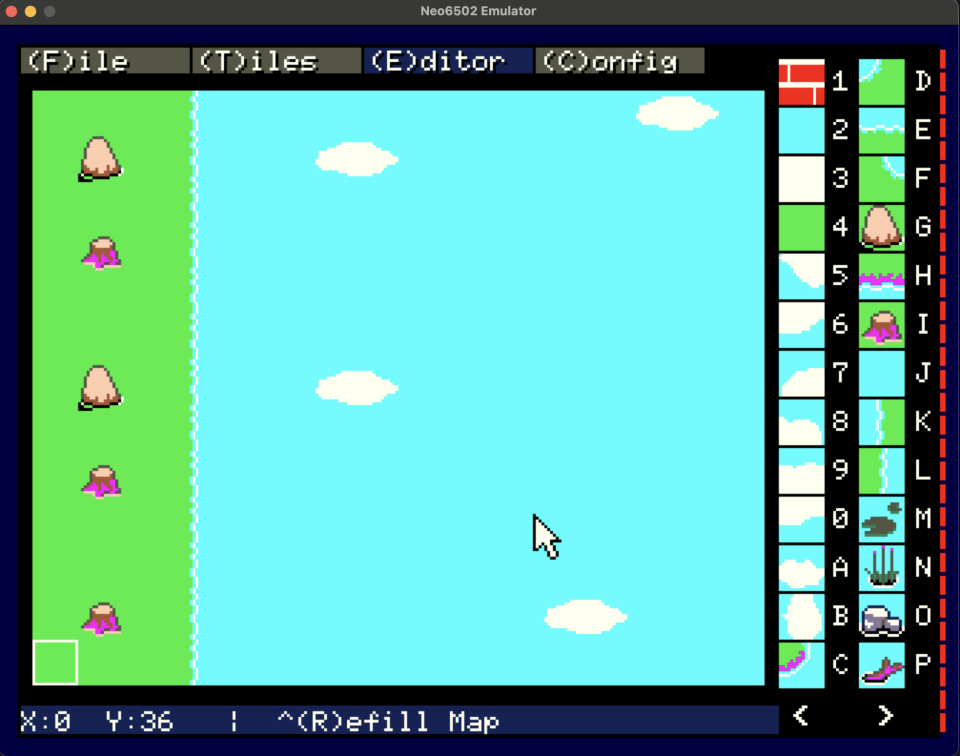 Neo6502 Emulator
(F)ile (T)iles (E)ditor (C)onfig
1 D
2 E
3 F
4 G
5 H
6 I
7 J
8 K
9 L
0 M
A N
B O
C P
X:0 Y:36 | ^(R)efill Map < >